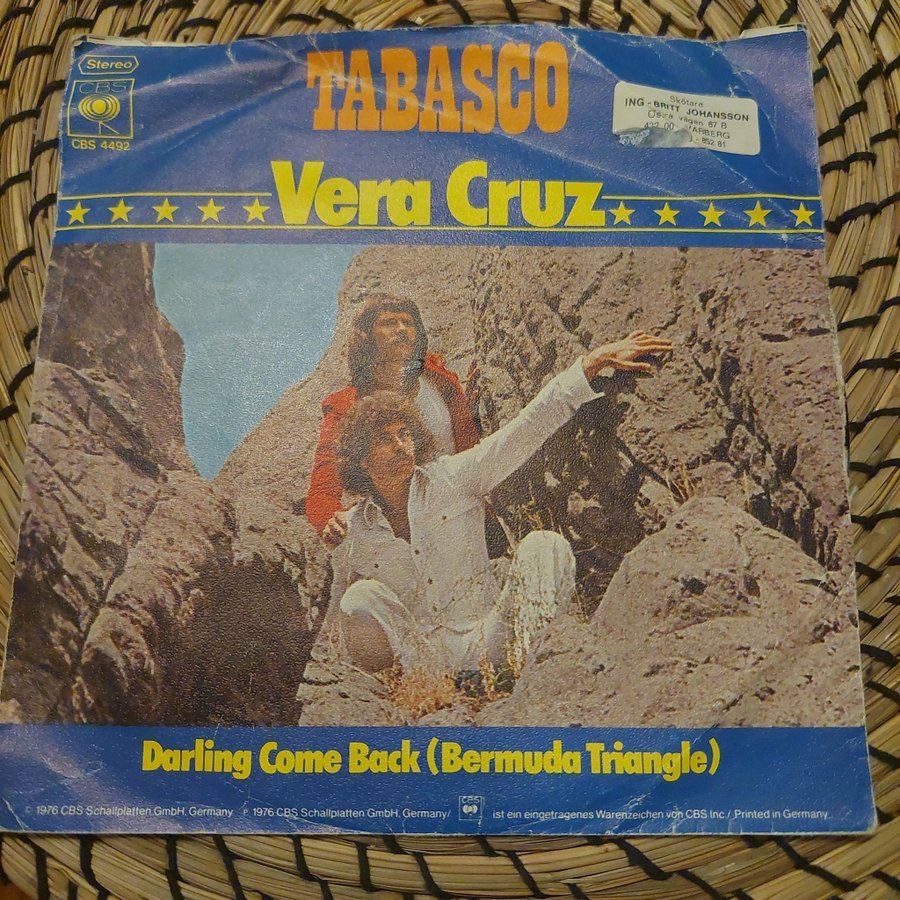 Stereo
CBS
CBS 4492
TABASCO
Skötare
ING-BRITT JOHANSSON
Östra vägen 67 B
432 00 VARBERG
- 852 81
Vera Cruz
Darling Come Back (Bermuda Triangle)
© 1976 CBS Schallplatten GmbH, Germany ℗ 1976 CBS Schallplatten GmbH, Germany/ CBS ist ein eingetragenes Warenzeichen von CBS Inc / Printed in Germany